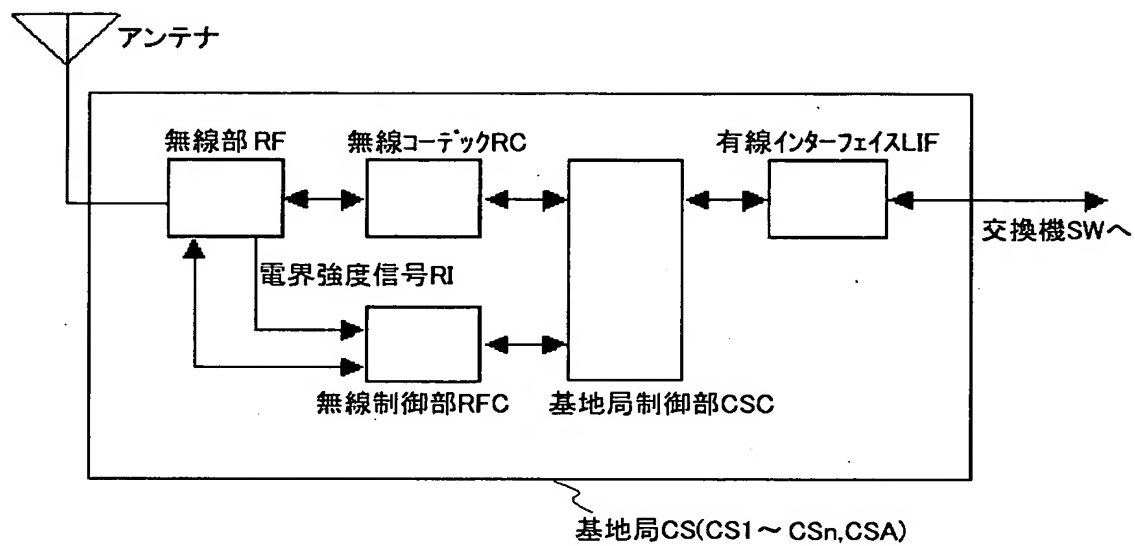 アンテナ
無線部RF
無線コーデックRC
有線インターフェイスLIF
交換機SWへ
電界強度信号RI
無線制御部RFC
基地局制御部CSC
基地局CS(CS1～CSn,CSA)